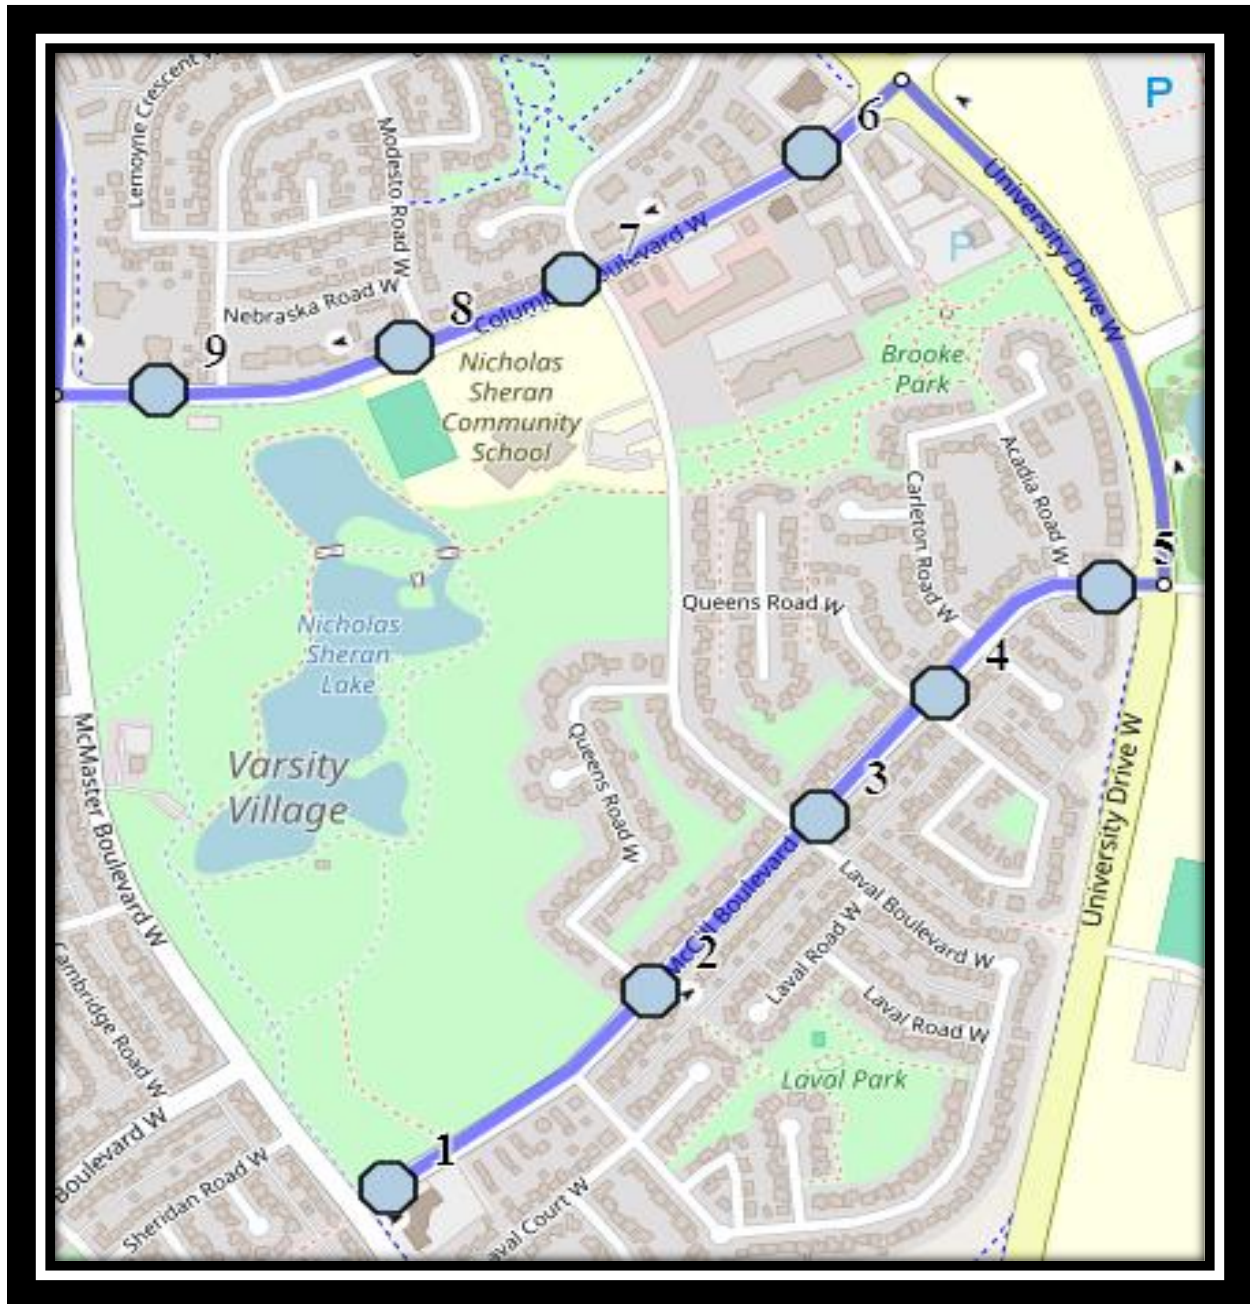 Lemoyne Crescent W
Modesto Road W
6
P
University Drive W
P
7
Columbia Boulevard W
Nebraska Road W
8
9
Nicholas
Sheran
Community
School
Brooke
Park
Acadia Road W
Carleton Road W
5
Queens Road W
Nicholas
Sheran
Lake
4
Varsity
Village
Queens Road W
3
McMaster Boulevard W
University Drive W
McGill Boulevard
Laval Boulevard W
2
Laval Road W
Laval Road W
Laval Park
Cambridge Road W
Boulevard W
1
Sheridan Road W
aval Court W